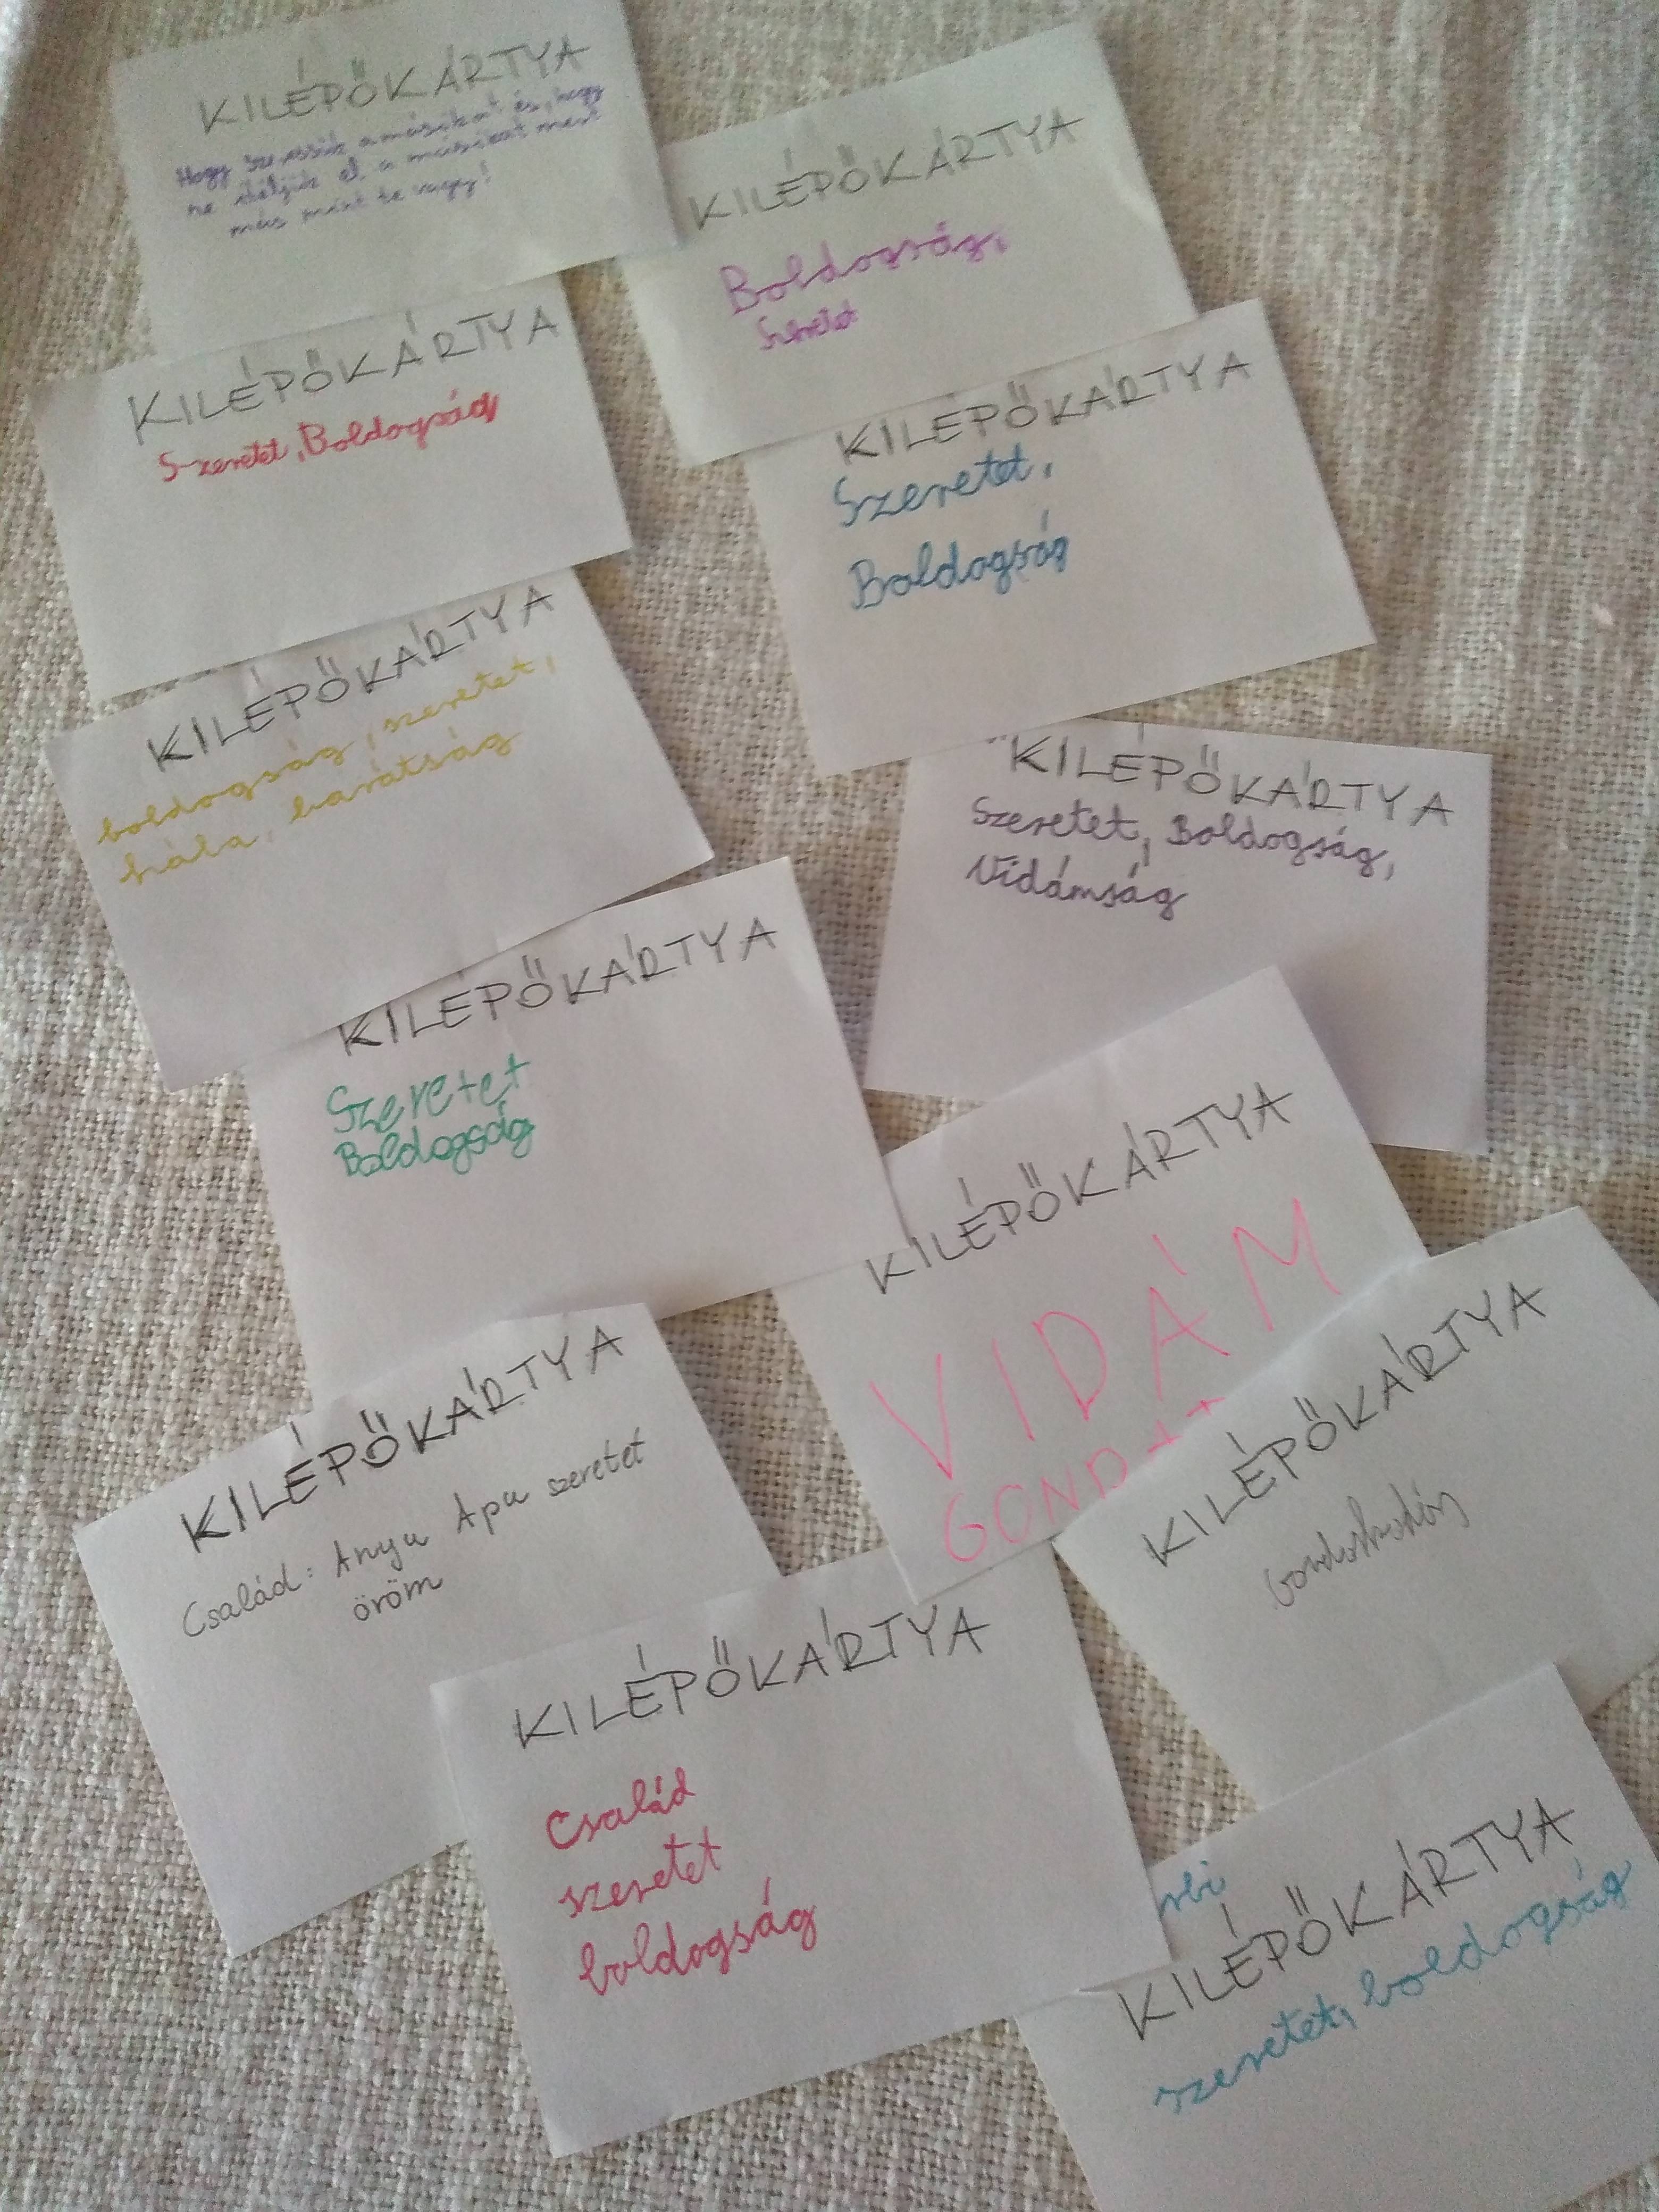 KILÉPŐKÁRTYA
Hogy szeressük a másikat és, hogy
ne ítéljük el a másikat mert
más mint te vagy!
KILÉPŐKÁRTYA
Boldogság,
Szeretet
KILÉPŐKÁRTYA
Szeretet, Boldogság
KILÉPŐKÁRTYA
Szeretet,
Boldogság
KILÉPŐKÁRTYA
boldogság, szeretet,
hála, barátság
KILÉPŐKÁRTYA
Szeretet, Boldogság,
Vidámság
KILÉPŐKÁRTYA
Szeretet
Boldogság
KILÉPŐKÁRTYA
VIDÁM
KILÉPŐKÁRTYA
Gondoskodás
KILÉPŐKÁRTYA
Család: Anyu Apu szeretet
öröm
KILÉPŐKÁRTYA
Család
szeretet
boldogság
KILÉPŐKÁRTYA
szeretet, boldogság